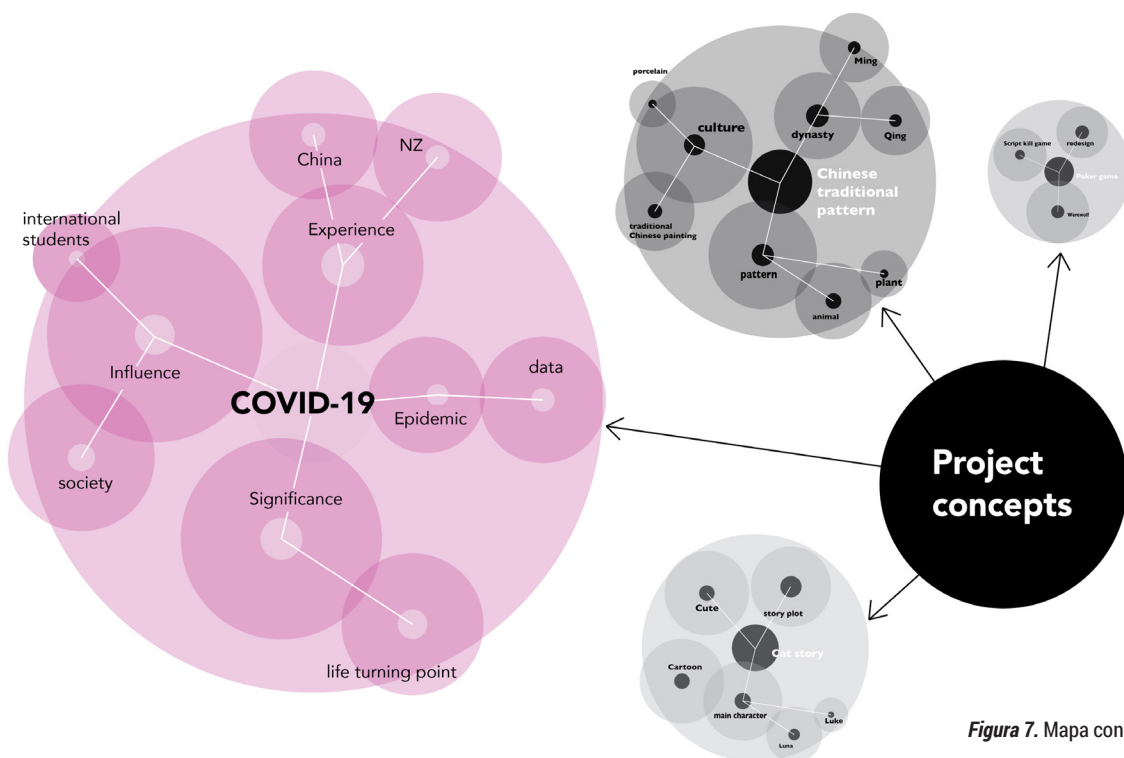 China
NZ
international
students
Experience
Influence
COVID-19
Epidemic
data
society
Significance
life turning point
Ming
porcelain
culture
dynasty
Qing
Chinese
traditional
pattern
traditional
Chinese painting
pattern
plant
animal
Script kill game
redesign
Poker game
Werewolf
Project
concepts
Cute
story plot
Cat story
Cartoon
main character
Luke
Luna
Figura 7. Mapa con